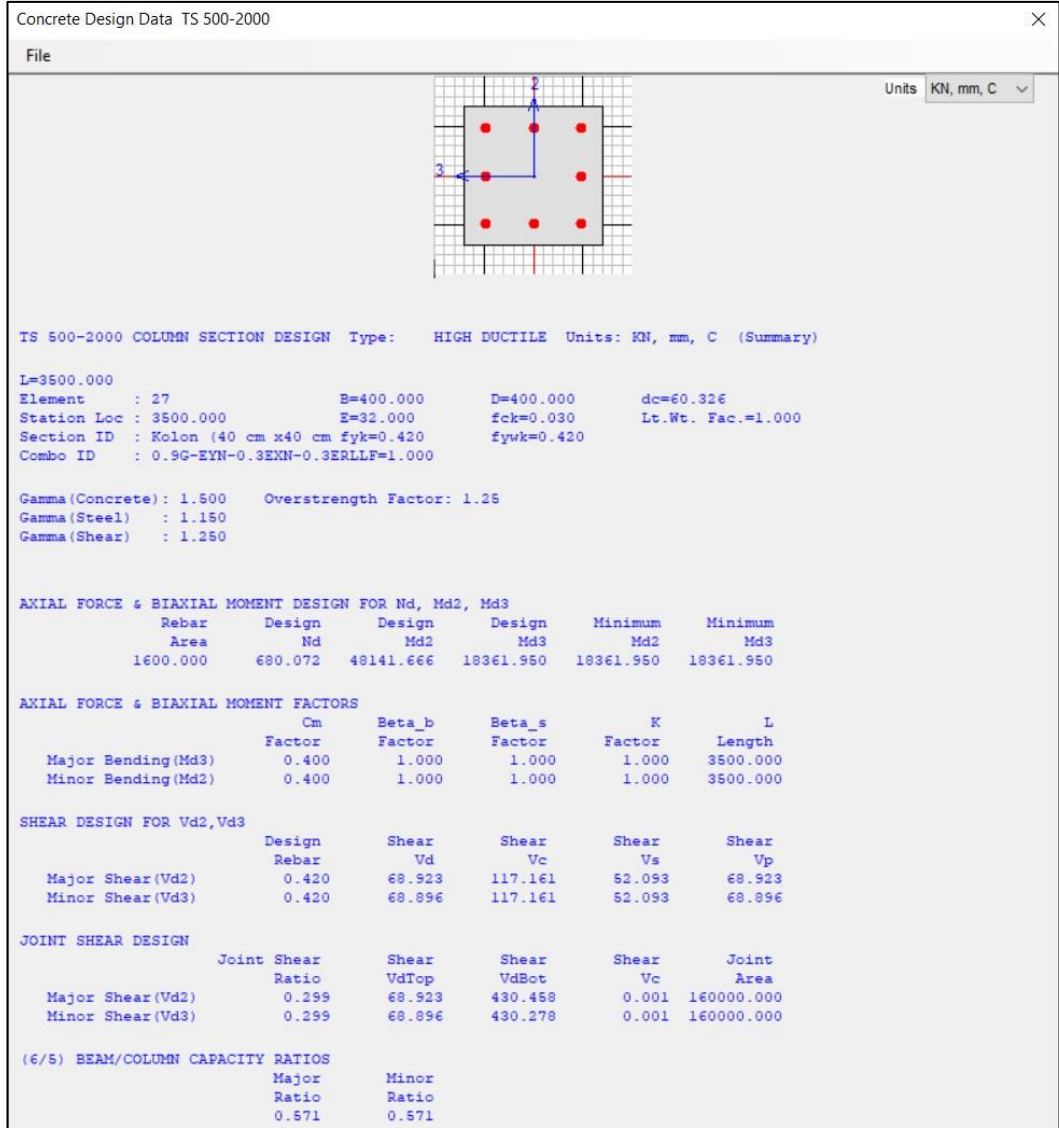 Concrete Design Data TS 500-2000
File
Units KN, mm, C
2
3
TS 500-2000 COLUMN SECTION DESIGN Type: HIGH DUCTILE Units: KN, mm, C (Summary)
L=3500.000
Element : 27 B=400.000 D=400.000 dc=60.326
Station Loc : 3500.000 E=32.000 fck=0.030 Lt.Wt. Fac.=1.000
Section ID : Kolon (40 cm x40 cm fyk=0.420 fywk=0.420
Combo ID : 0.9G-EYN-0.3EXN-0.3ERLLF=1.000
Gamma(Concrete): 1.500 Overstrength Factor: 1.25
Gamma(Steel) : 1.150
Gamma(Shear) : 1.250
AXIAL FORCE & BIAXIAL MOMENT DESIGN FOR Nd, Md2, Md3
Rebar Design Design Design Minimum Minimum
Area Nd Md2 Md3 Md2 Md3
1600.000 680.072 48141.666 18361.950 18361.950 18361.950
AXIAL FORCE & BIAXIAL MOMENT FACTORS
Cm Beta_b Beta_s K L
Factor Factor Factor Factor Length
Major Bending(Md3) 0.400 1.000 1.000 1.000 3500.000
Minor Bending(Md2) 0.400 1.000 1.000 1.000 3500.000
SHEAR DESIGN FOR Vd2,Vd3
Design Shear Shear Shear Shear
Rebar Vd Vc Vs Vp
Major Shear(Vd2) 0.420 68.923 117.161 52.093 68.923
Minor Shear(Vd3) 0.420 68.896 117.161 52.093 68.896
JOINT SHEAR DESIGN
Joint Shear Shear Shear Shear Joint
Ratio VdTop VdBot Vc Area
Major Shear(Vd2) 0.299 68.923 430.458 0.001 160000.000
Minor Shear(Vd3) 0.299 68.896 430.278 0.001 160000.000
(6/5) BEAM/COLUMN CAPACITY RATIOS
Major Minor
Ratio Ratio
0.571 0.571